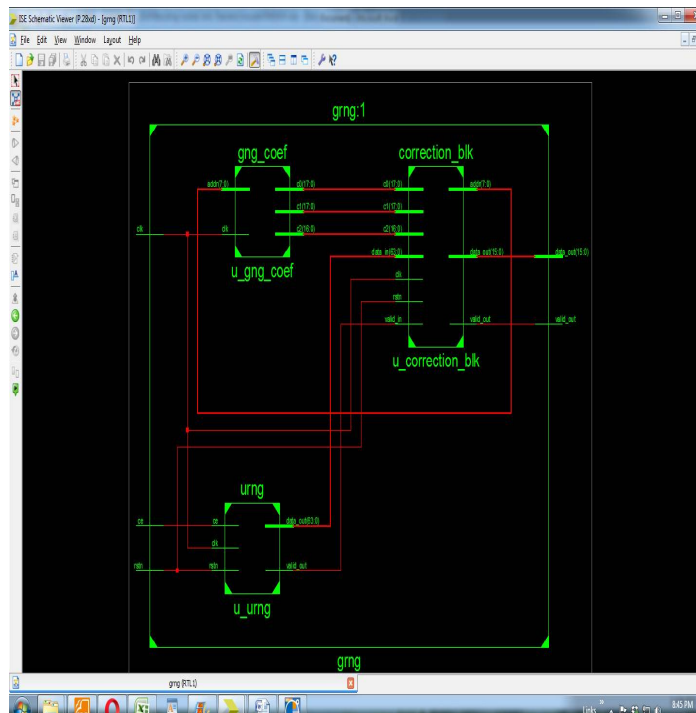 ISE Schematic Viewer (P.28xd) - [grng (RTL1)]
File Edit View Window Layout Help
grng:1
gng_coef correction_blk
addr(7:0) c0(17:0) c0(17:0) addr(7:0)
c1(17:0) c1(17:0)
clk clk c2(16:0) c2(16:0)
u_gng_coef data_in(63:0) data_out(15:0) data_out(15:0)
clk
rstn
valid_in valid_out valid_out
u_correction_blk
urng
ce ce data_out(63:0)
clk
rstn rstn valid_out
u_urng
grng
grng (RTL1)
Links 8:45 PM